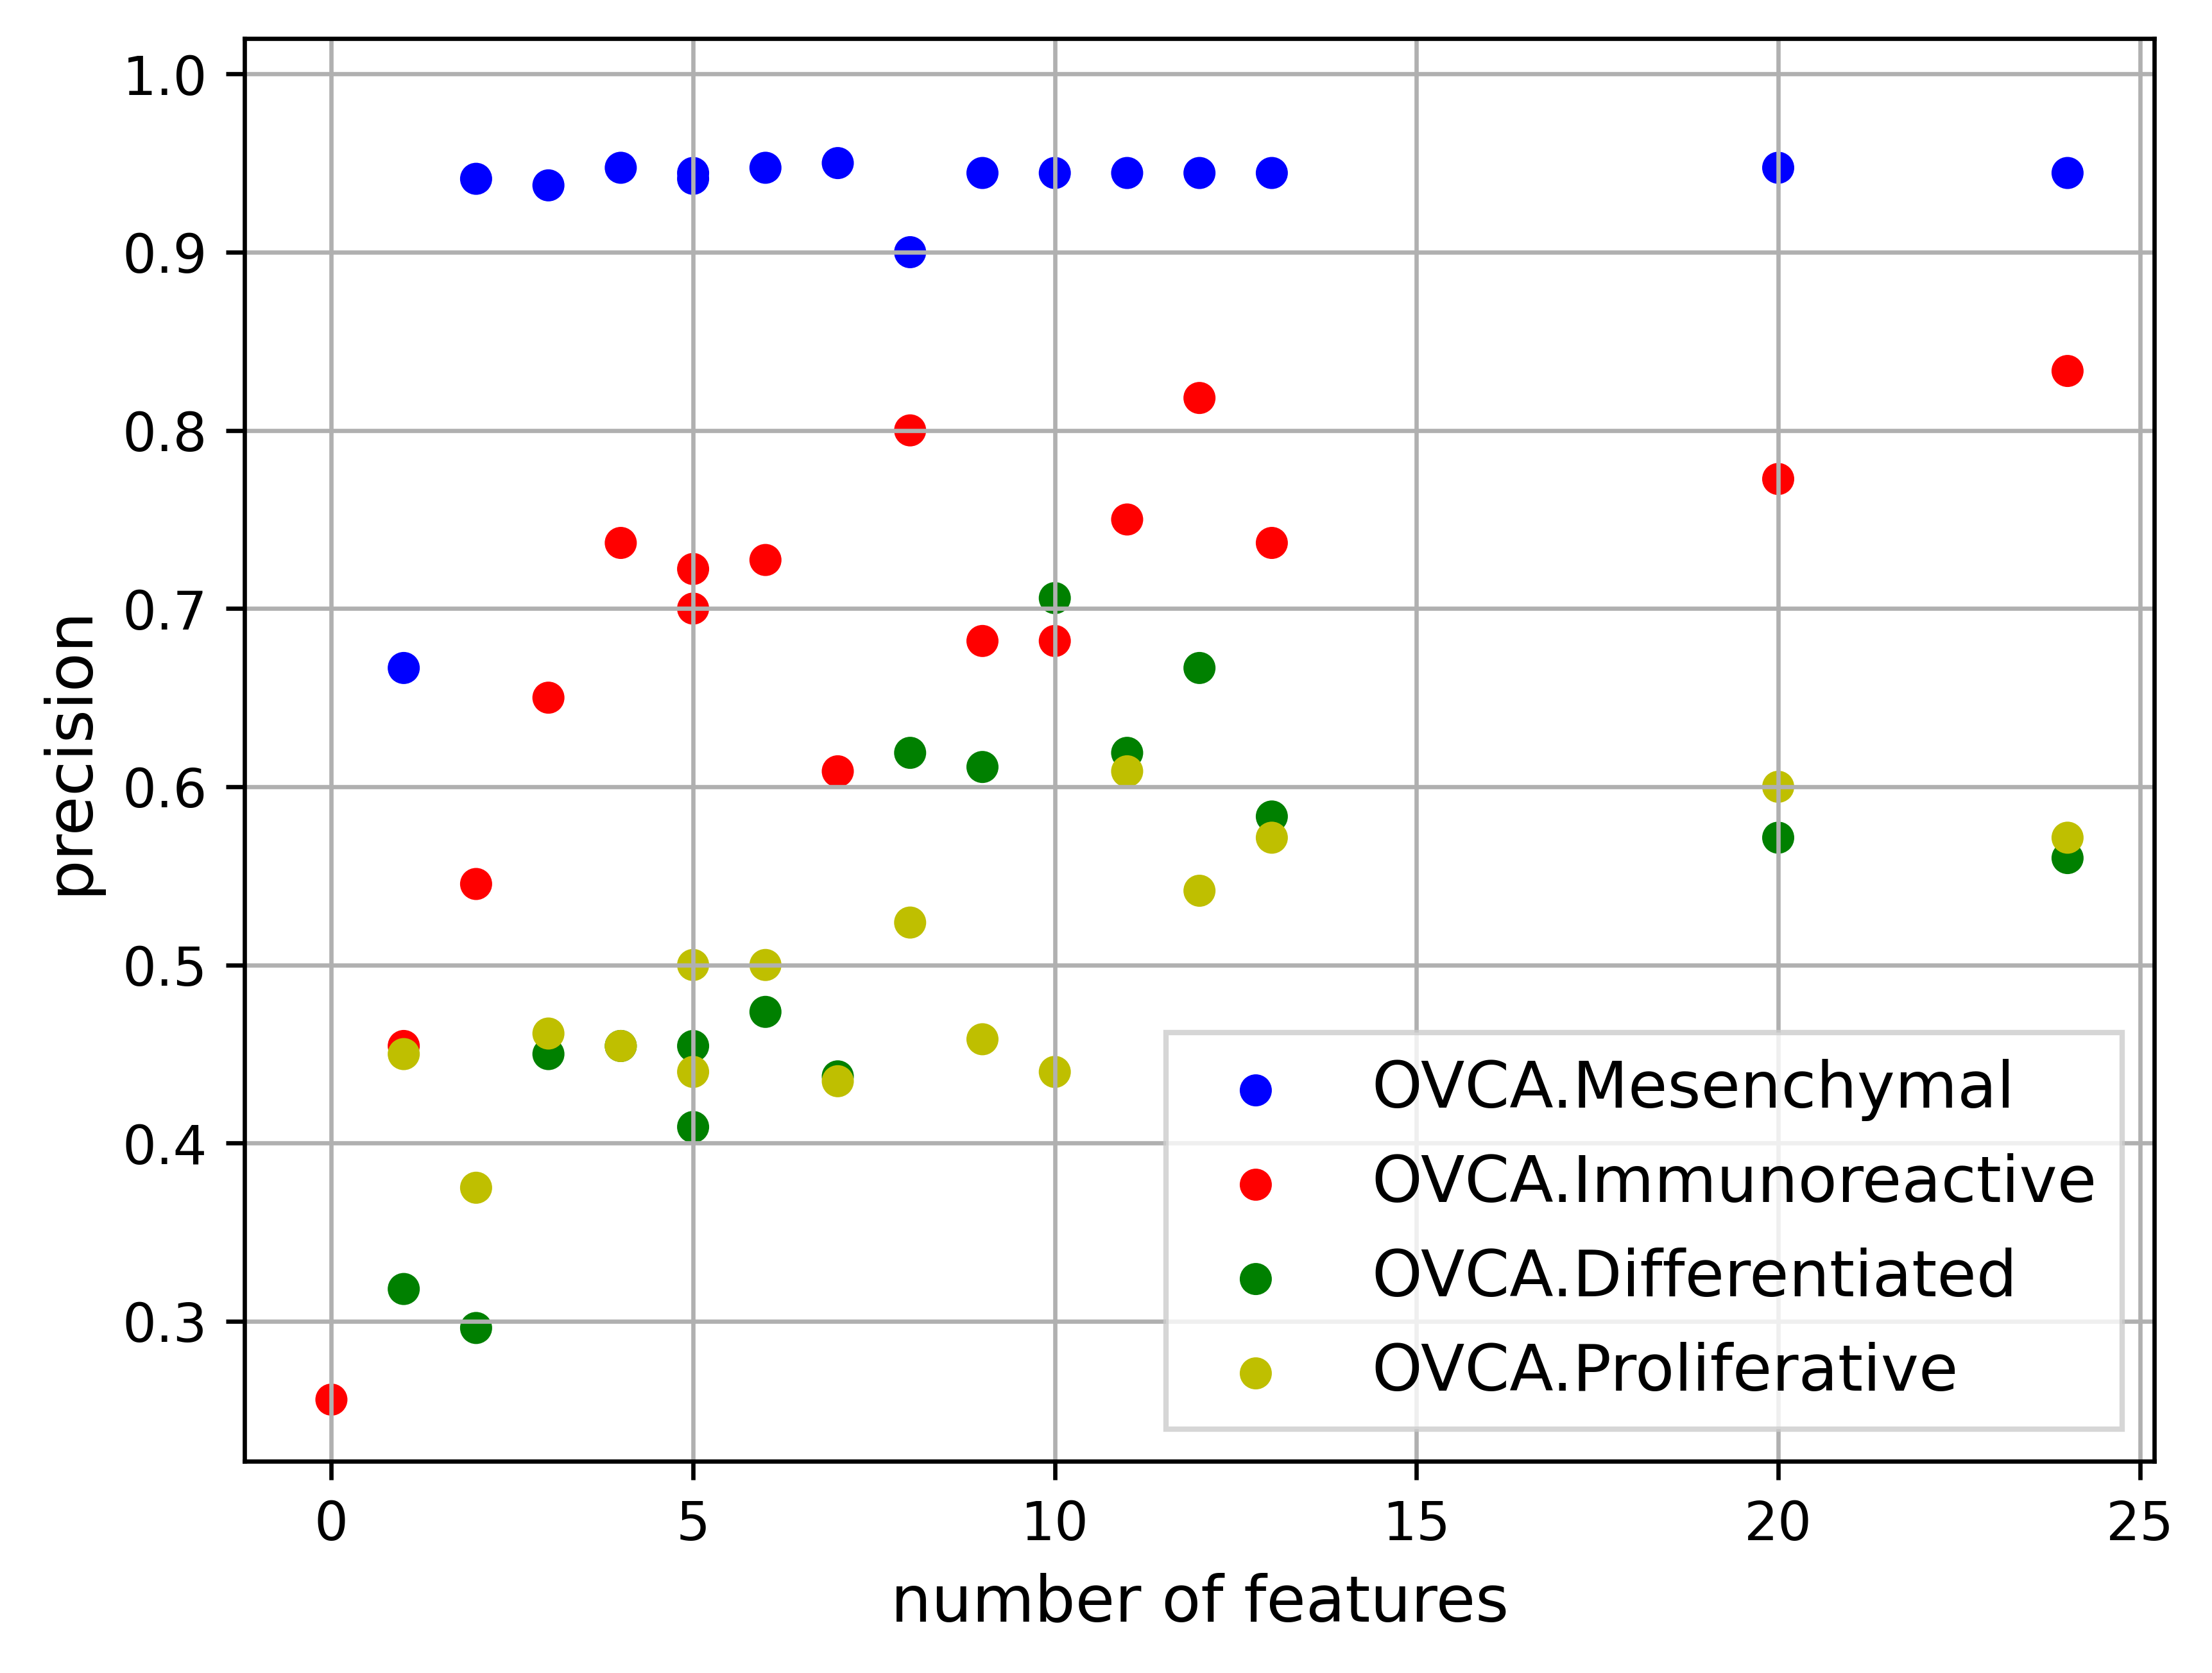 1.0
0.9
0.8
0.7
0.6
0.5
0.4
0.3
precision
OVCA.Mesenchymal
OVCA.Immunoreactive
OVCA.Differentiated
OVCA.Proliferative
0 5 10 15 20 25
number of features